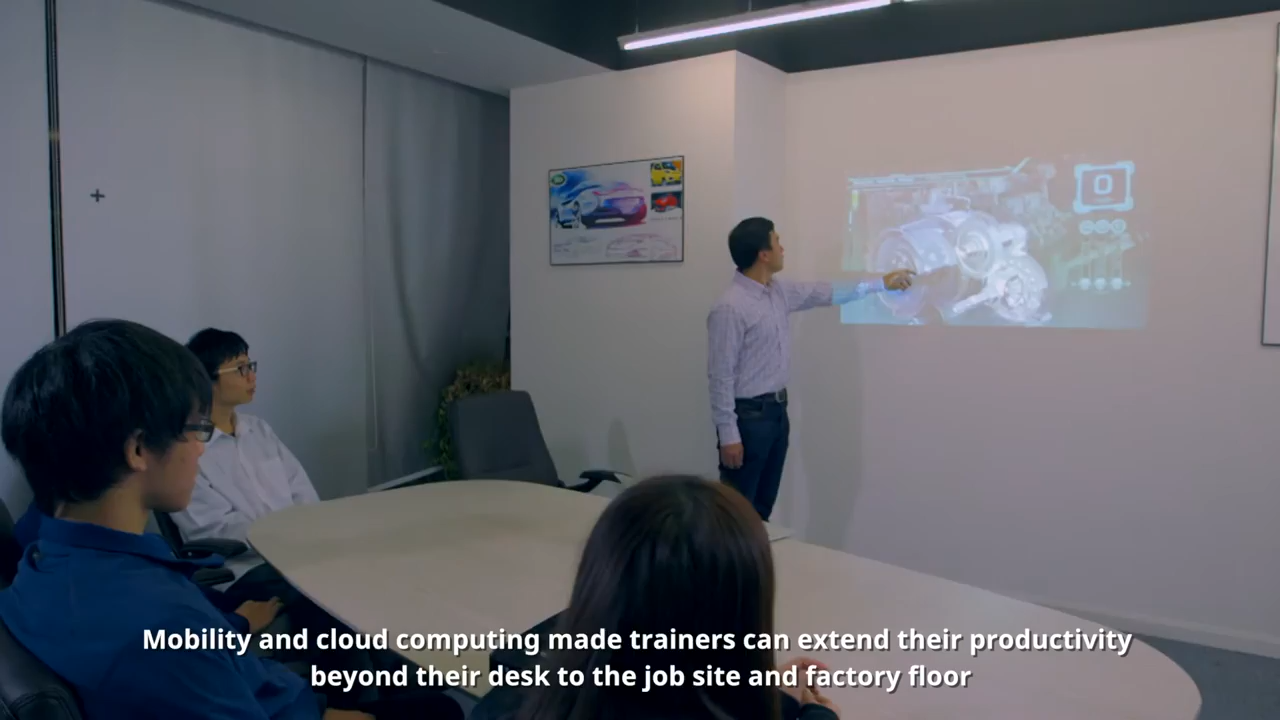 Mobility and cloud computing made trainers can extend their productivity
beyond their desk to the job site and factory floor